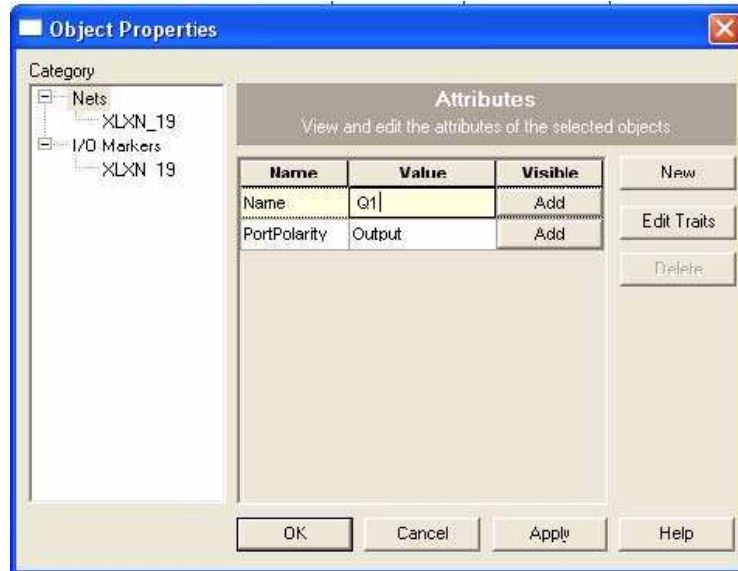 Object Properties
Category
Nets
XLXN_19
I/O Markers
XLXN_19
Attributes
View and edit the attributes of the selected objects
Name Value Visible
Name Q1 Add
PortPolarity Output Add
New
Edit Traits
Delete
OK Cancel Apply Help